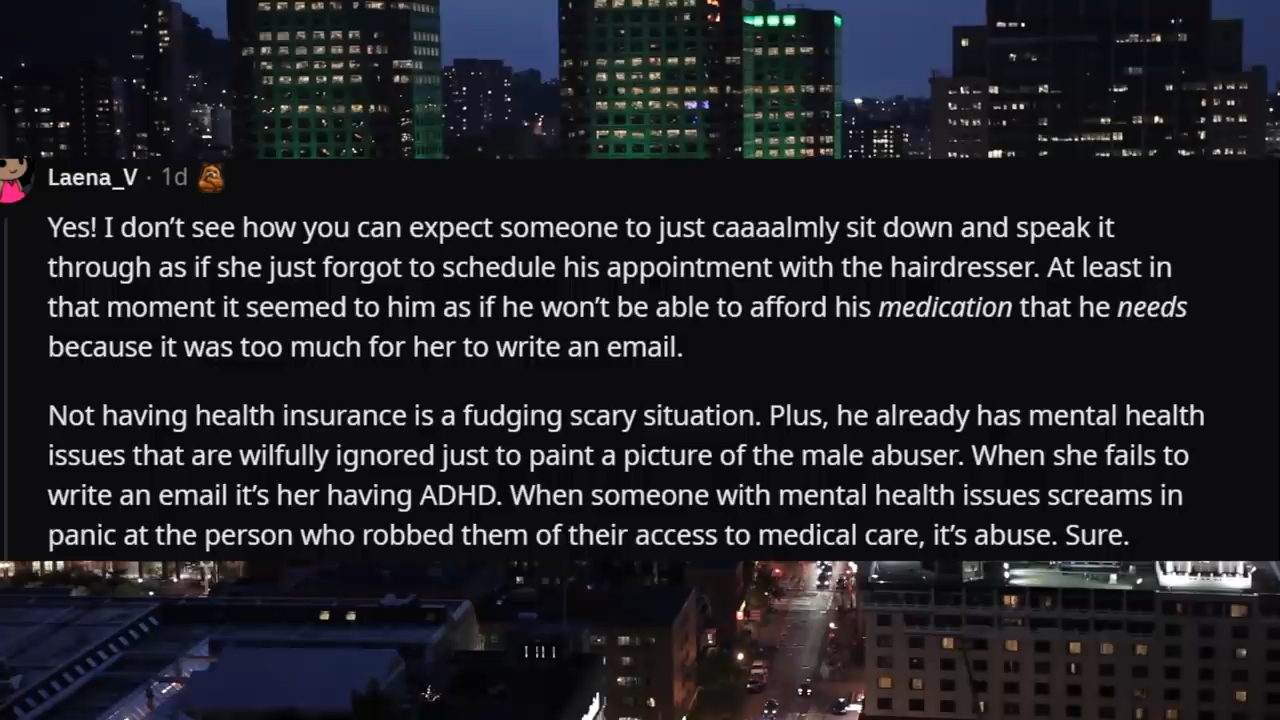 Laena_V · 1d
Yes! I don’t see how you can expect someone to just caaaalmly sit down and speak it
through as if she just forgot to schedule his appointment with the hairdresser. At least in
that moment it seemed to him as if he won’t be able to afford his medication that he needs
because it was too much for her to write an email.
Not having health insurance is a fudging scary situation. Plus, he already has mental health
issues that are wilfully ignored just to paint a picture of the male abuser. When she fails to
write an email it’s her having ADHD. When someone with mental health issues screams in
panic at the person who robbed them of their access to medical care, it’s abuse. Sure.